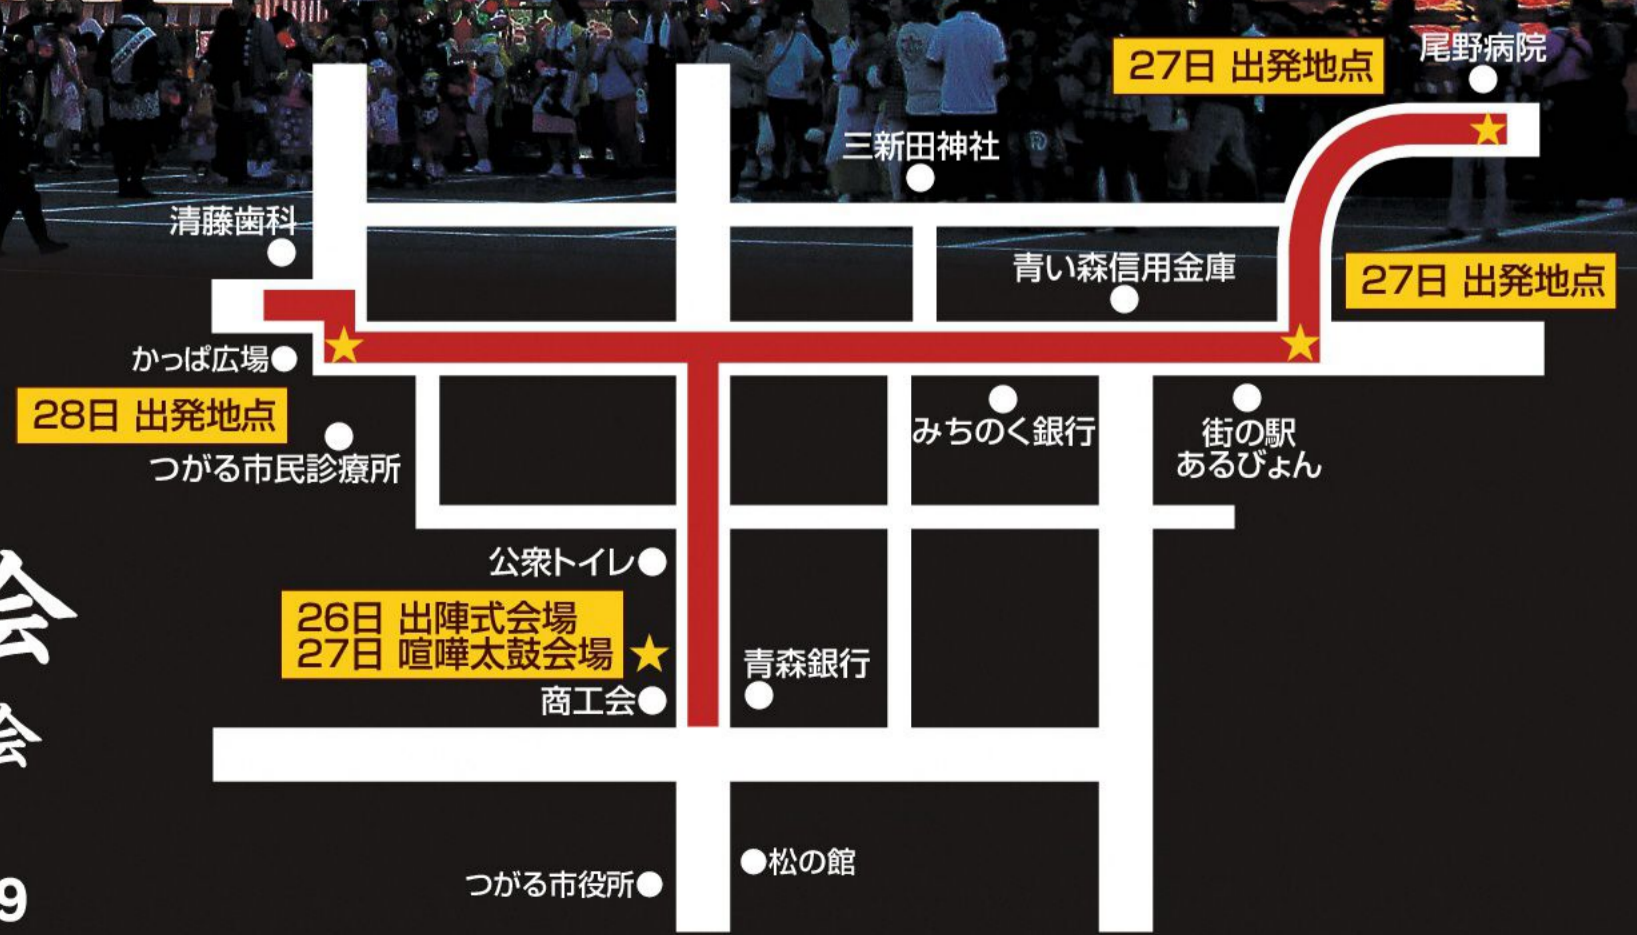 尾野病院
27日 出発地点
三新田神社
清藤歯科
青い森信用金庫
27日 出発地点
かっぱ広場
28日 出発地点
つがる市民診療所
みちのく銀行
街の駅
あるびょん
公衆トイレ
26日 出陣式会場
27日 喧嘩太鼓会場
青森銀行
商工会
松の館
つがる市役所
会
会
9